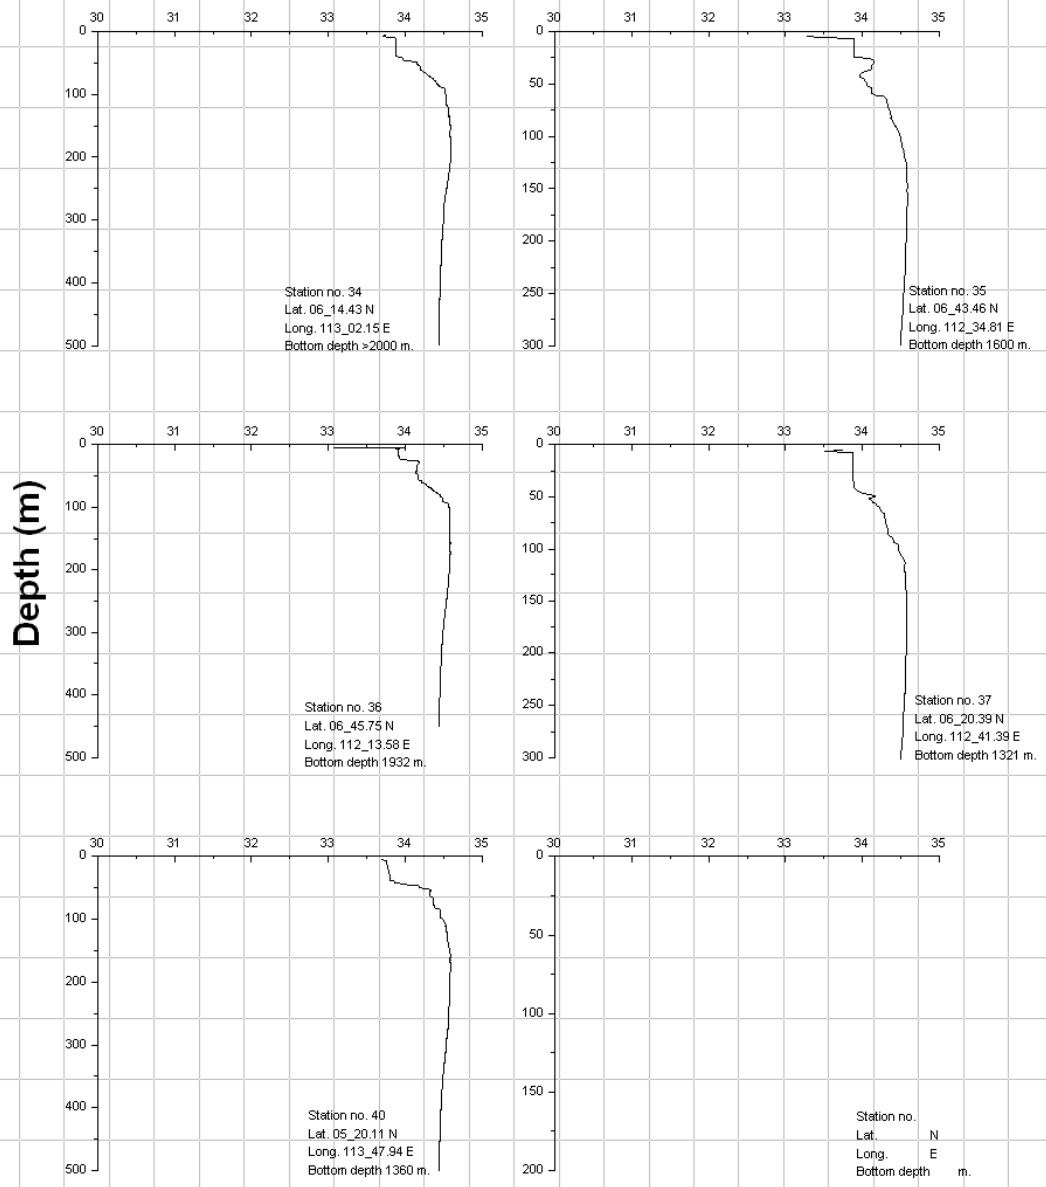 30 31 32 33 34 35
0
100
200
300
400
500
Station no. 34
Lat. 06_14.43 N
Long. 113_02.15 E
Bottom depth >2000 m.
30 31 32 33 34 35
0
50
100
150
200
250
300
Station no. 35
Lat. 06_43.46 N
Long. 112_34.81 E
Bottom depth 1600 m.
Depth (m)
30 31 32 33 34 35
0
100
200
300
400
500
Station no. 36
Lat. 06_45.75 N
Long. 112_13.58 E
Bottom depth 1932 m.
30 31 32 33 34 35
0
50
100
150
200
250
300
Station no. 37
Lat. 06_20.39 N
Long. 112_41.39 E
Bottom depth 1321 m.
30 31 32 33 34 35
0
100
200
300
400
500
Station no. 40
Lat. 05_20.11 N
Long. 113_47.94 E
Bottom depth 1360 m.
30 31 32 33 34 35
0
50
100
150
200
Station no.
Lat. N
Long. E
Bottom depth m.